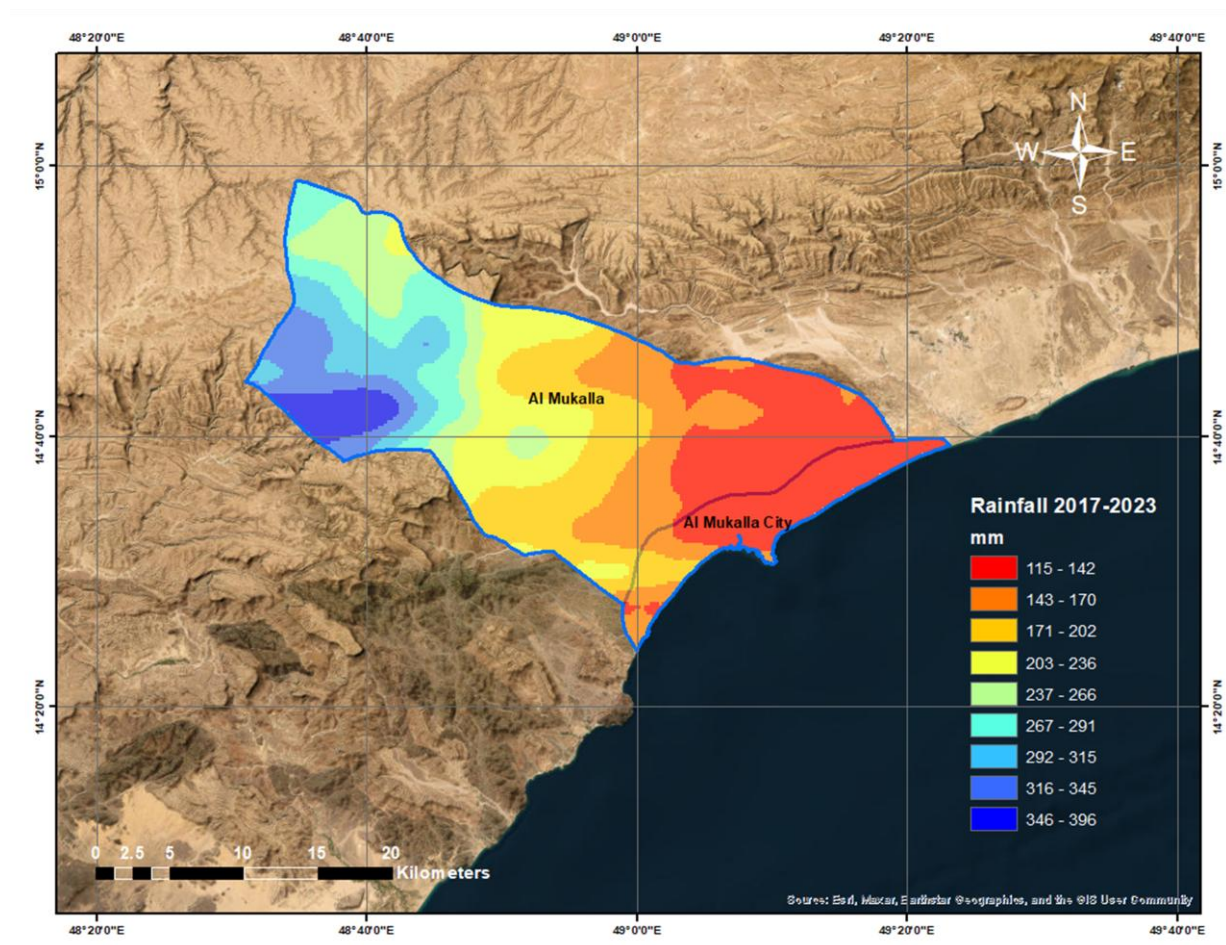 48°20'0"E 48°40'0"E 49°0'0"E 49°20'0"E 49°40'0"E
N
W E
S
15°0'0"N 15°0'0"N
Al Mukalla
14°40'0"N 14°40'0"N
Al Mukalla City
Rainfall 2017-2023
mm
115 - 142
143 - 170
171 - 202
203 - 236
237 - 266
267 - 291
292 - 315
316 - 345
346 - 396
14°20'0"N 14°20'0"N
0 2.5 5 10 15 20
Kilometers
Source: Esri, Maxar, Earthstar Geographics, and the GIS User Community
48°20'0"E 48°40'0"E 49°0'0"E 49°20'0"E 49°40'0"E